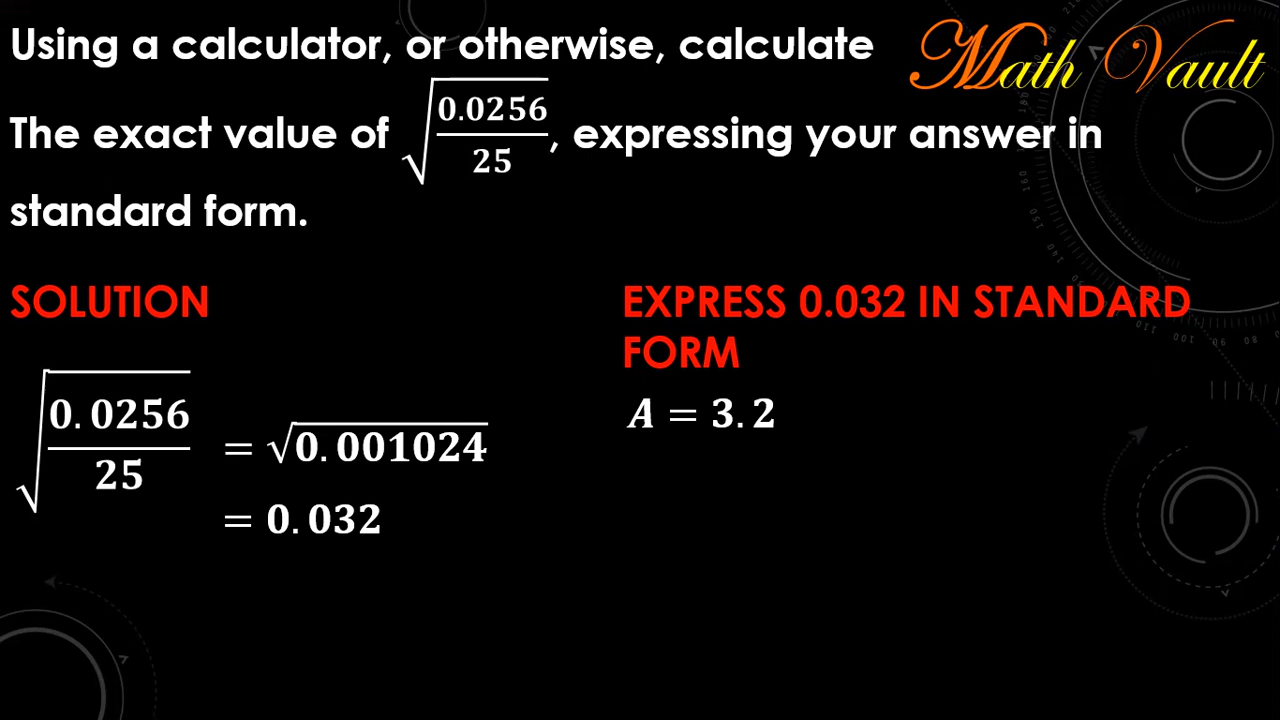 Using a calculator, or otherwise, calculate
Math Vault
The exact value of √(0.0256/25), expressing your answer in
standard form.
SOLUTION
√(0.0256/25) = √0.001024
= 0.032
EXPRESS 0.032 IN STANDARD
FORM
A = 3.2